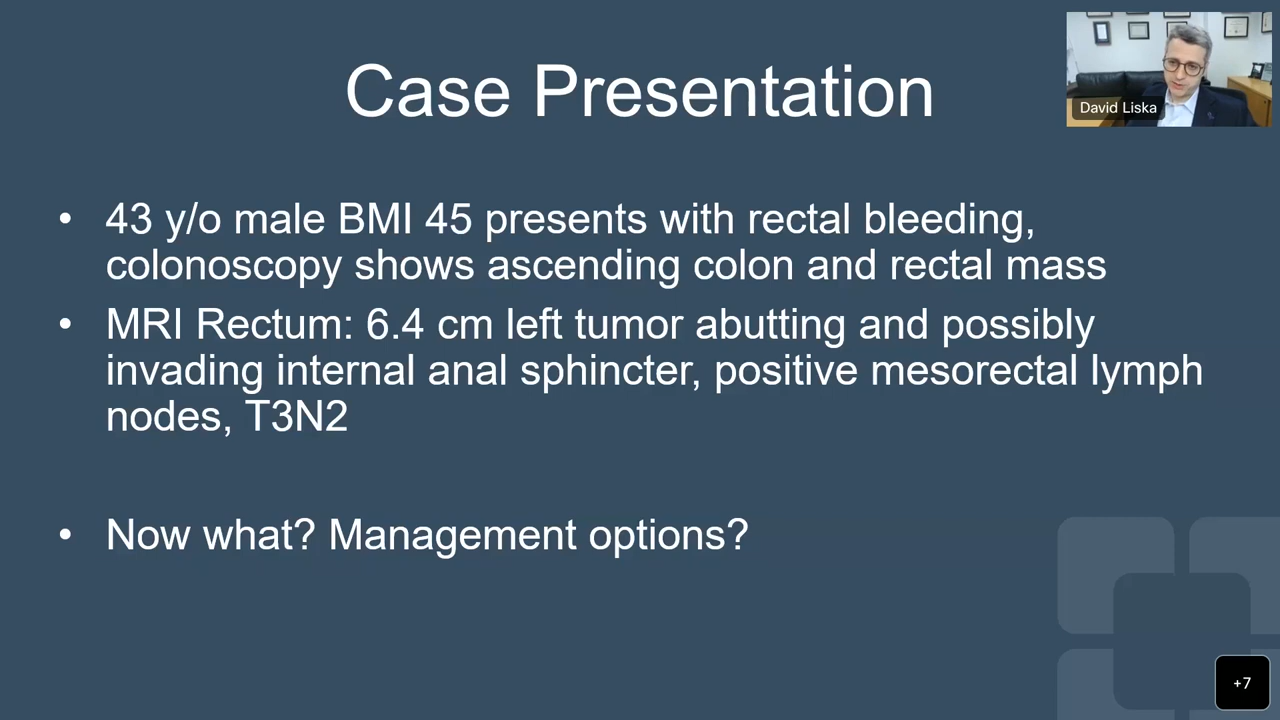 Case Presentation
David Liska
• 43 y/o male BMI 45 presents with rectal bleeding,
colonoscopy shows ascending colon and rectal mass
• MRI Rectum: 6.4 cm left tumor abutting and possibly
invading internal anal sphincter, positive mesorectal lymph
nodes, T3N2
• Now what? Management options?
+7